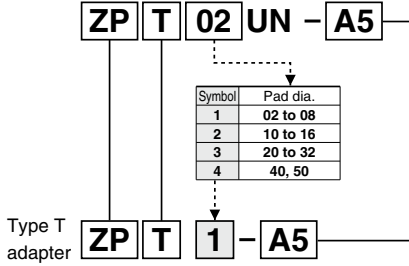 ZP T 02 UN – A5
Symbol Pad dia.
1 02 to 08
2 10 to 16
3 20 to 32
4 40, 50
Type T
adapter ZP T 1 – A5